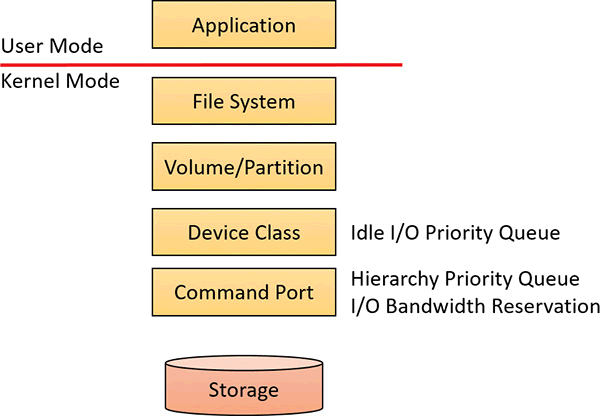 Application
User Mode
Kernel Mode
File System
Volume/Partition
Device Class
Idle I/O Priority Queue
Command Port
Hierarchy Priority Queue
I/O Bandwidth Reservation
Storage